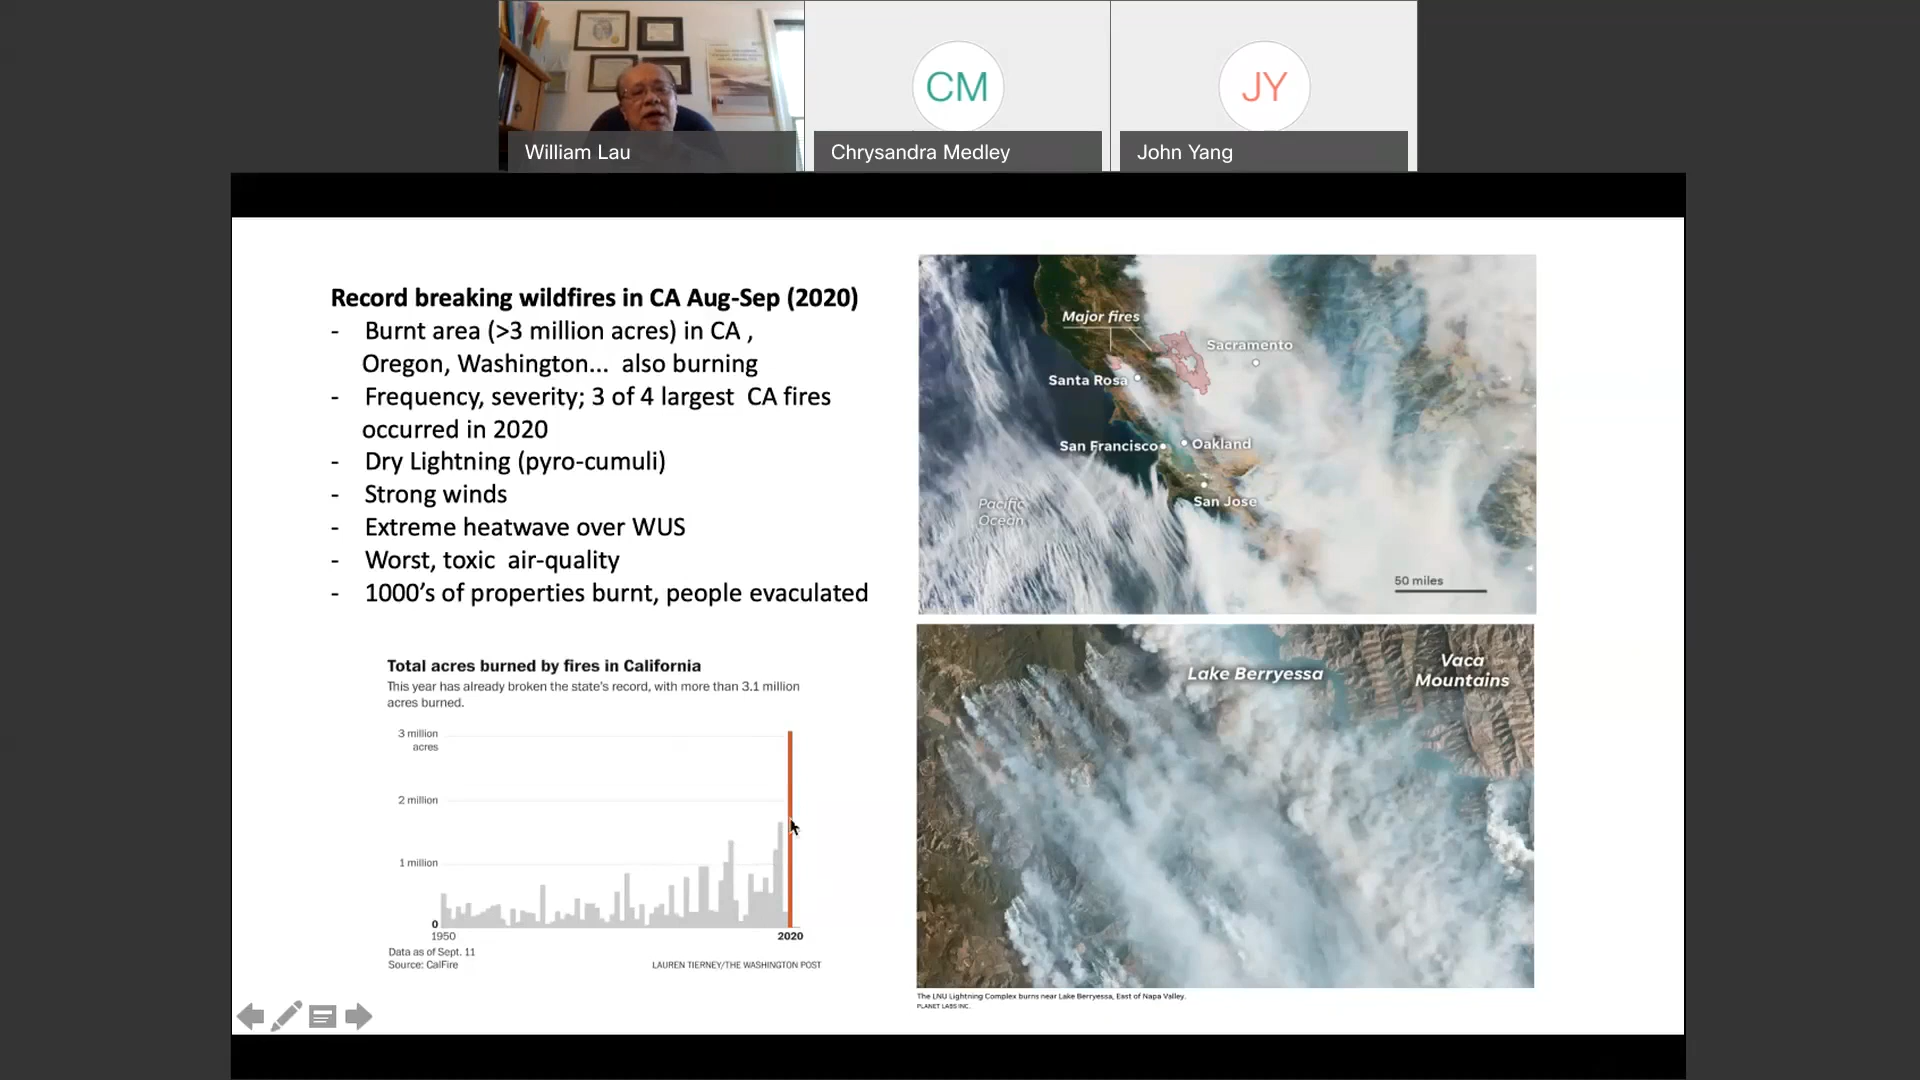 CM
JY
William Lau
Chrysandra Medley
John Yang
Record breaking wildfires in CA Aug-Sep (2020)
- Burnt area (>3 million acres) in CA ,
Oregon, Washington... also burning
- Frequency, severity; 3 of 4 largest CA fires
occurred in 2020
- Dry Lightning (pyro-cumuli)
- Strong winds
- Extreme heatwave over WUS
- Worst, toxic air-quality
- 1000's of properties burnt, people evacuated
Total acres burned by fires in California
This year has already broken the state's record, with more than 3.1 million
acres burned.
3 million
acres
2 million
1 million
0
1950
2020
Data as of Sept. 11
Source: CalFire
LAUREN TIERNEY/THE WASHINGTON POST
Major fires
Sacramento
Santa Rosa
San Francisco
Oakland
San Jose
Pacific
Ocean
50 miles
Lake Berryessa
Vaca
Mountains
The LNU Lightning Complex burns near Lake Berryessa, East of Napa Valley.
PLANET LABS INC.